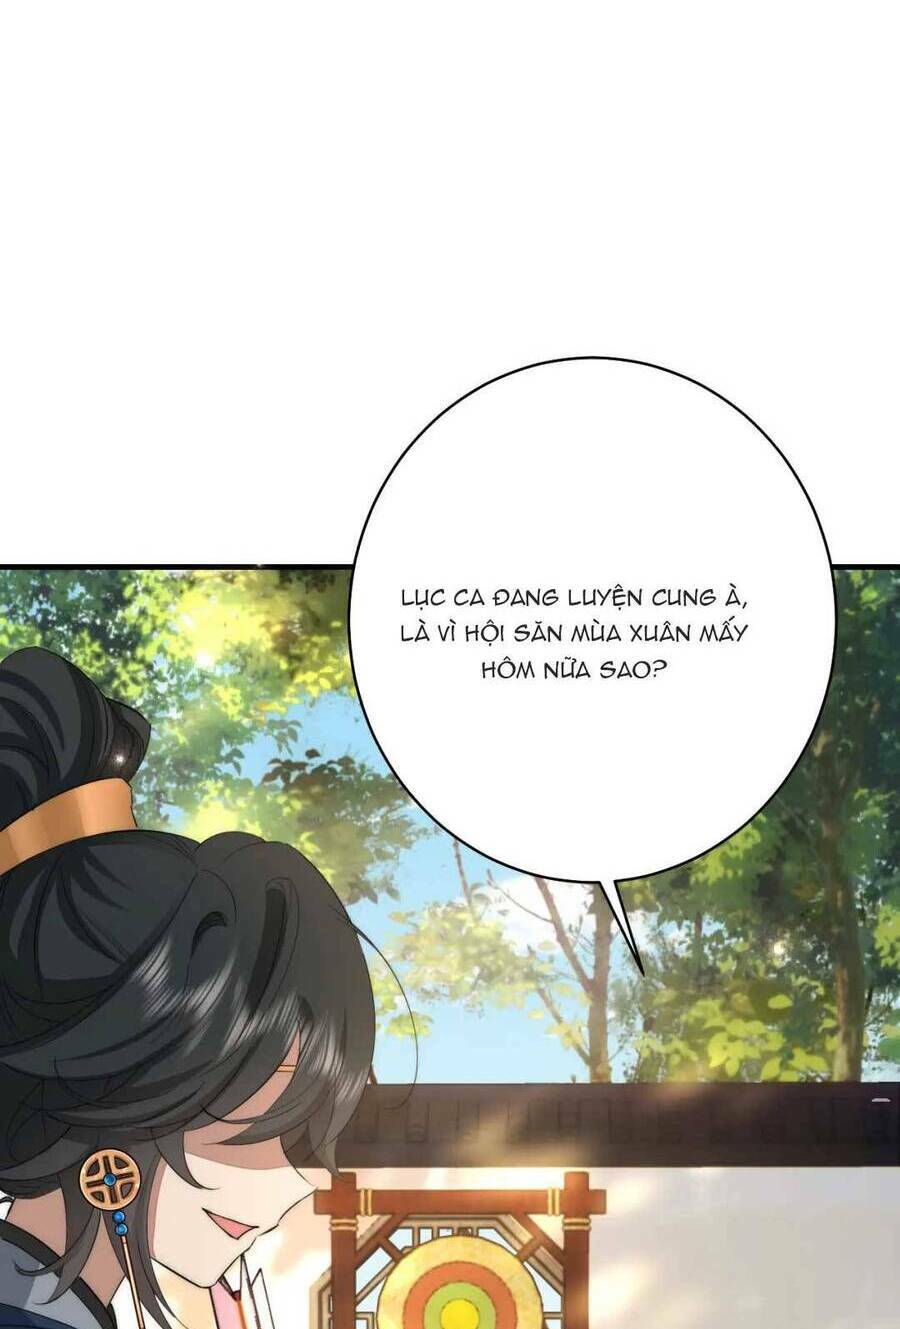 LỤC CA ĐANG LUYỆN CUNG À,
LÀ VÌ HỘI SĂN MÙA XUÂN MẤY
HÔM NỮA SAO?